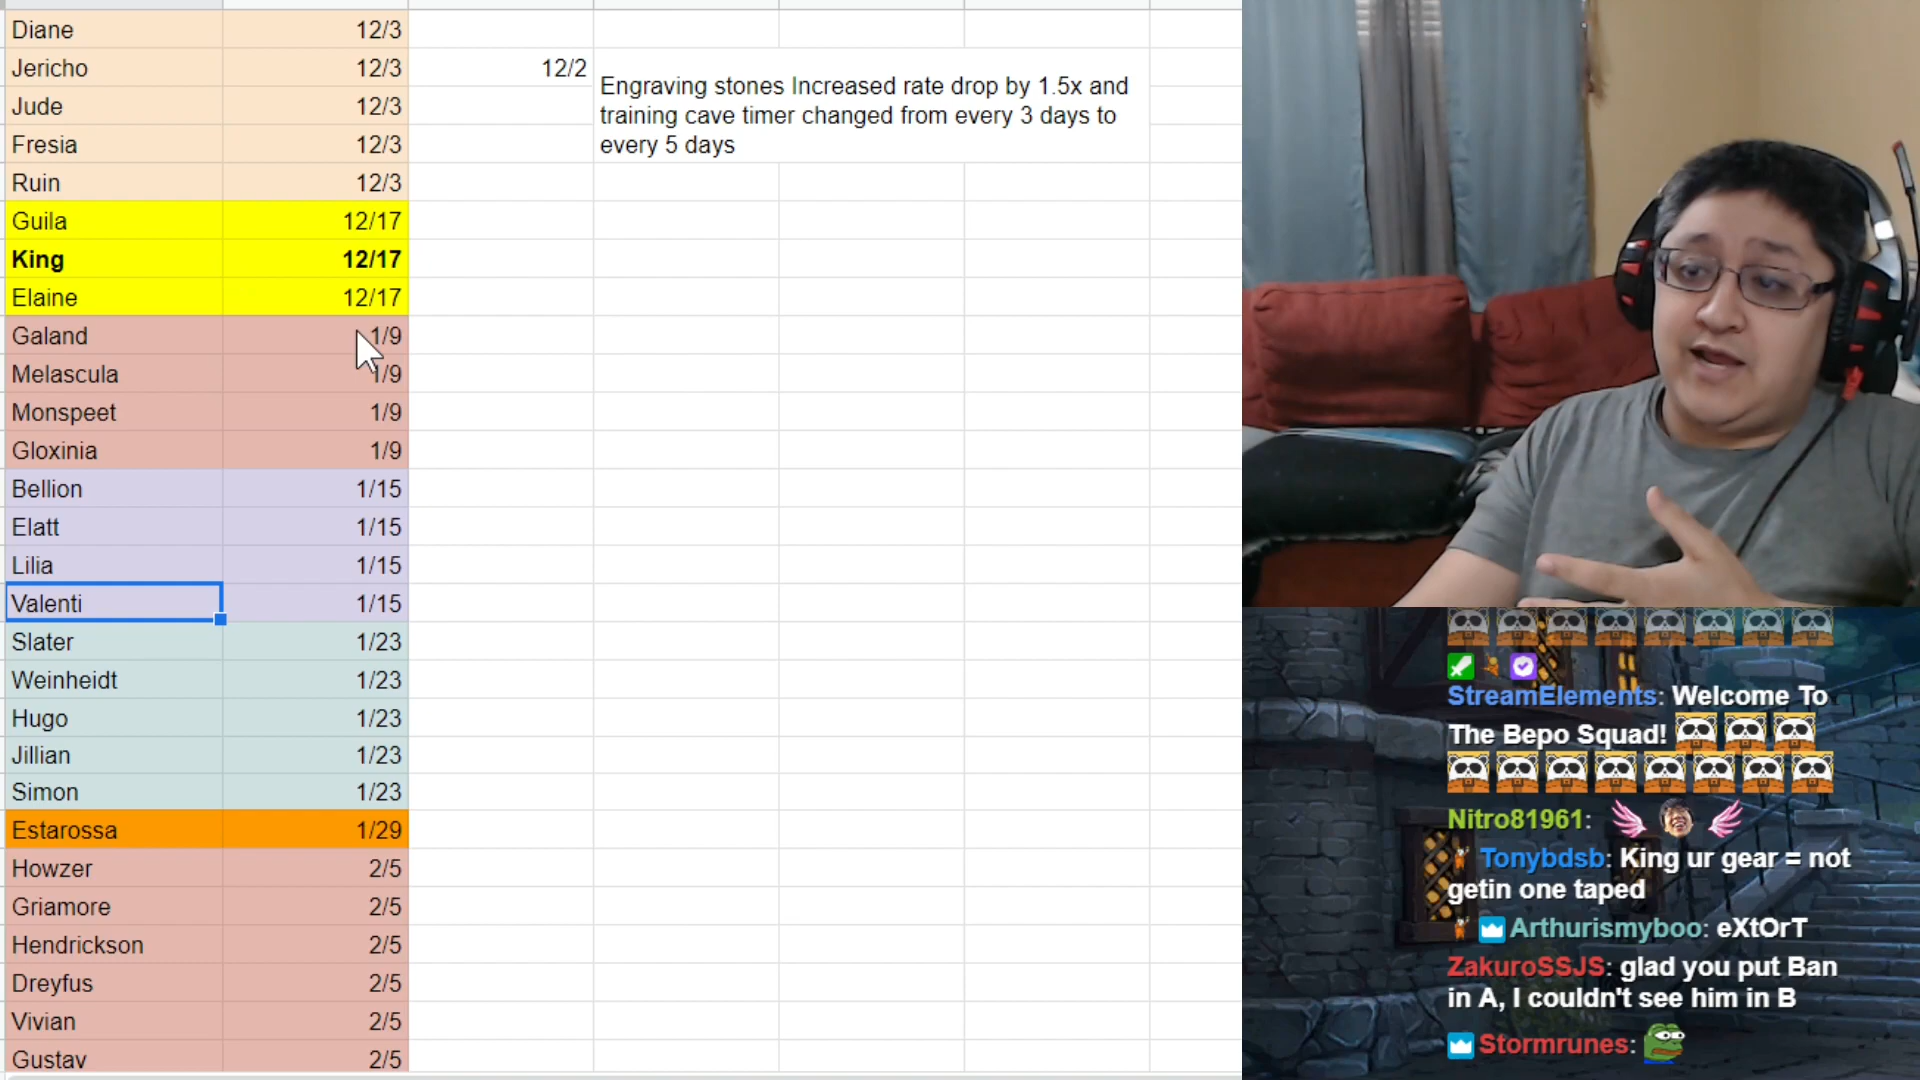 Diane 12/3
Jericho 12/3 12/2
Engraving stones Increased rate drop by 1.5x and
training cave timer changed from every 3 days to
every 5 days
Jude 12/3
Fresia 12/3
Ruin 12/3
Guila 12/17
King 12/17
Elaine 12/17
Galand 1/9
Melascula 1/9
Monspeet 1/9
Gloxinia 1/9
Bellion 1/15
Elatt 1/15
Lilia 1/15
Valenti 1/15
Slater 1/23
Weinheidt 1/23
Hugo 1/23
Jillian 1/23
Simon 1/23
Estarossa 1/29
Howzer 2/5
Griamore 2/5
Hendrickson 2/5
Dreyfus 2/5
Vivian 2/5
Gustav 2/5
StreamElements: Welcome To
The Bepo Squad!
Nitro81961:
Tonybdsb: King ur gear = not
getin one taped
Arthurismyboo: eXtOrT
ZakuroSSJS: glad you put Ban
in A, I couldn't see him in B
Stormrunes: